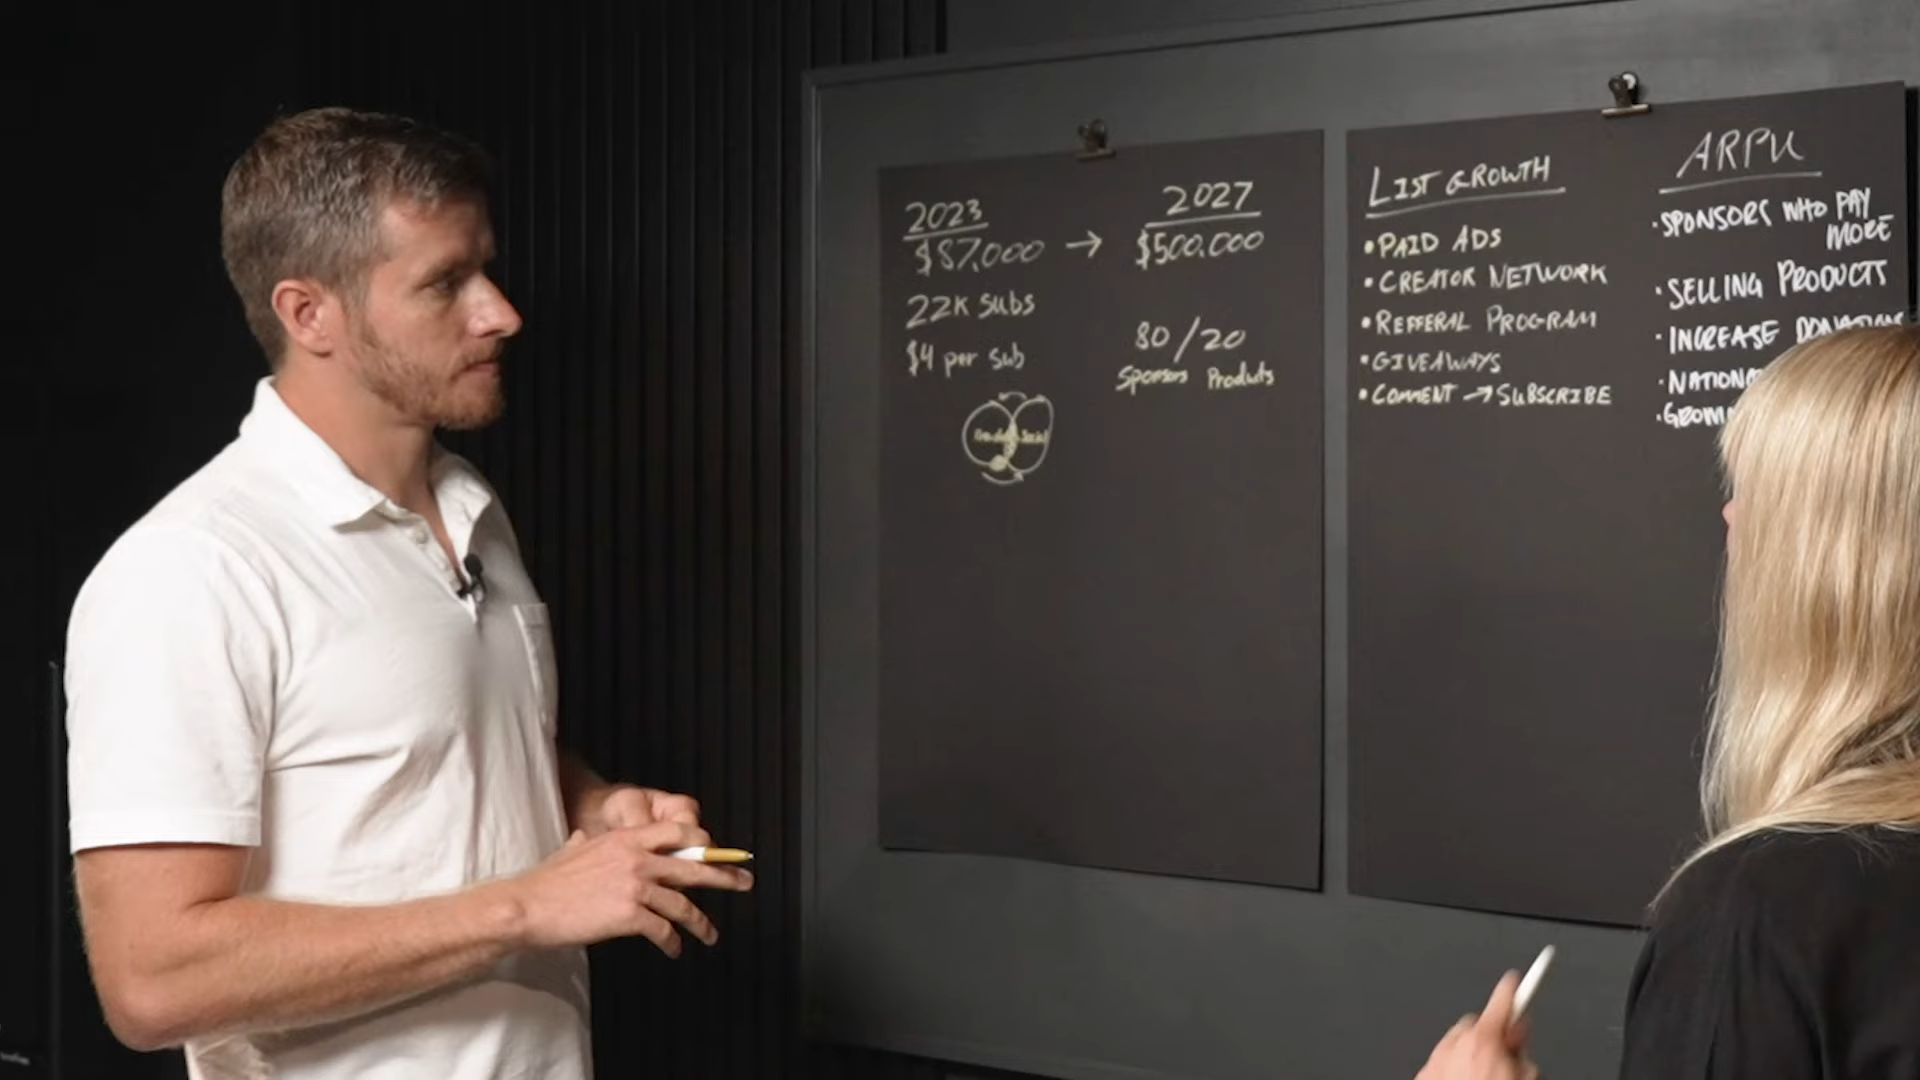 2023
$87,000 →
22K subs
$4 per sub
2027
$500,000
80/20
Sponsors Products
LIST GROWTH
• PAID ADS
• CREATOR NETWORK
• REFFERAL PROGRAM
• GIVEAWAYS
• COMMENT → SUBSCRIBE
ARPU
• SPONSORS WHO PAY
MORE
• SELLING PRODUCTS
• INCREASE